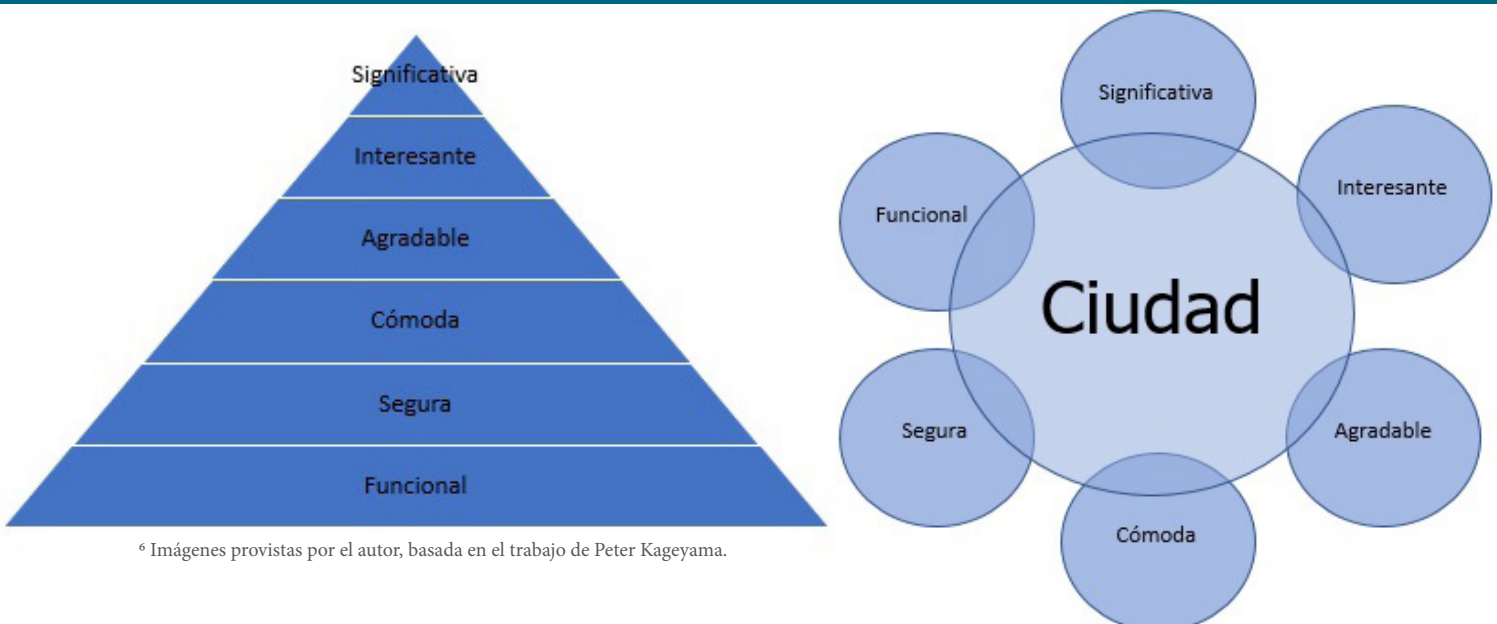 Significativa
Interesante
Agradable
Cómoda
Segura
Funcional
⁶ Imágenes provistas por el autor, basada en el trabajo de Peter Kageyama.
Significativa
Interesante
Funcional
Ciudad
Segura
Agradable
Cómoda